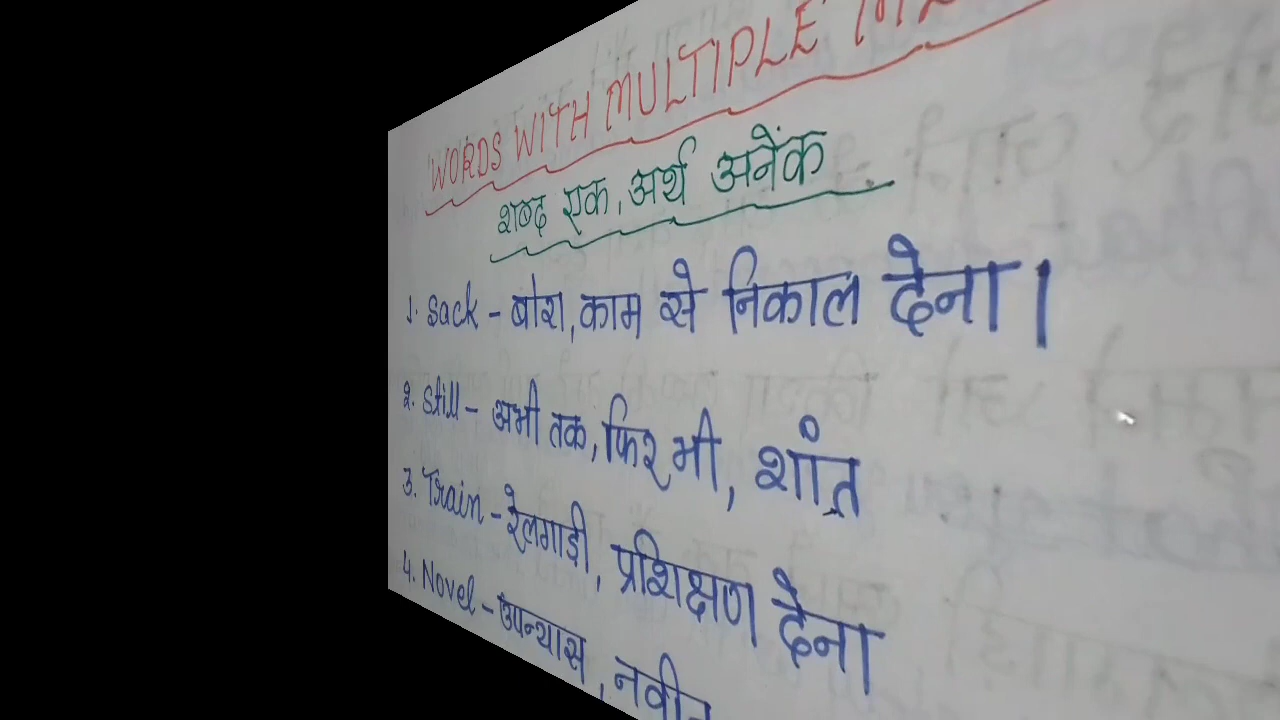 WORDS WITH MULTIPLE
शब्द एक, अर्थ अनेक
1. Sack - बोरा, काम से निकाल देना।
2. Still - अभी तक, फिर भी, शांत
3. Train - रेलगाड़ी, प्रशिक्षण देना
4. Novel - उपन्यास, नवीन